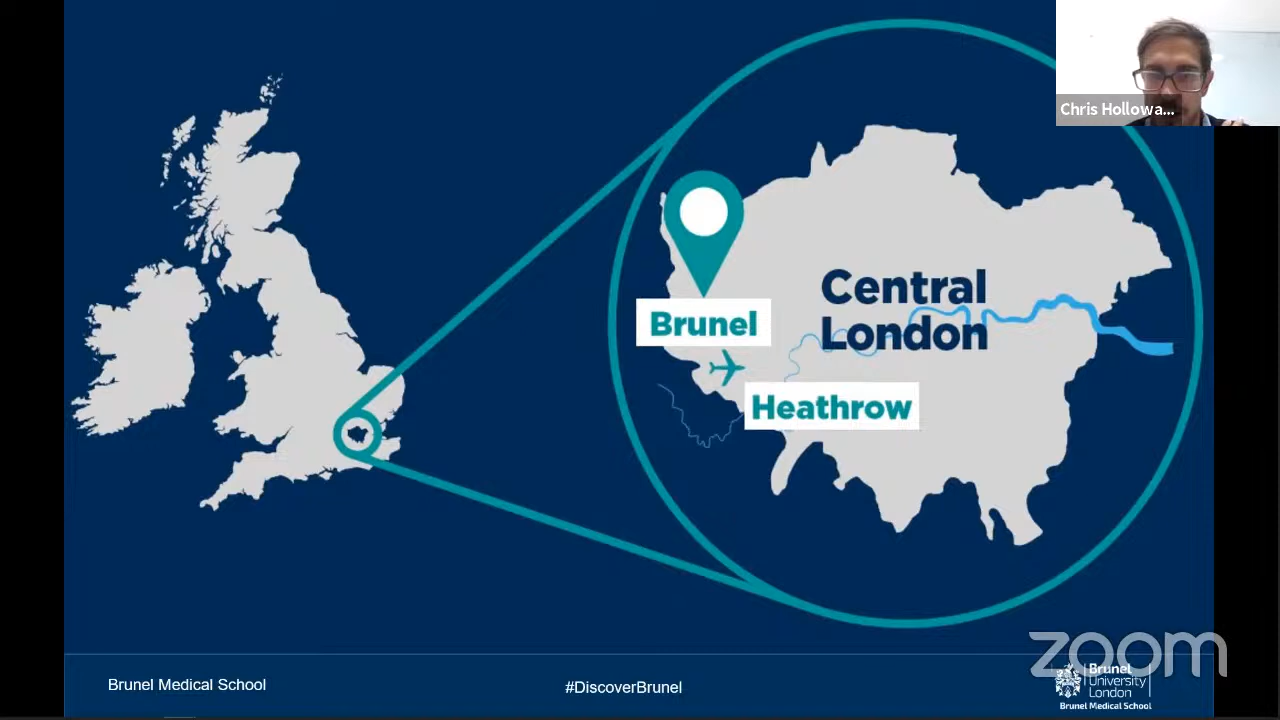 Chris Hollowa...
Brunel
Central
London
Heathrow
Brunel Medical School
#DiscoverBrunel
zoom
Brunel
University
London
Brunel Medical School